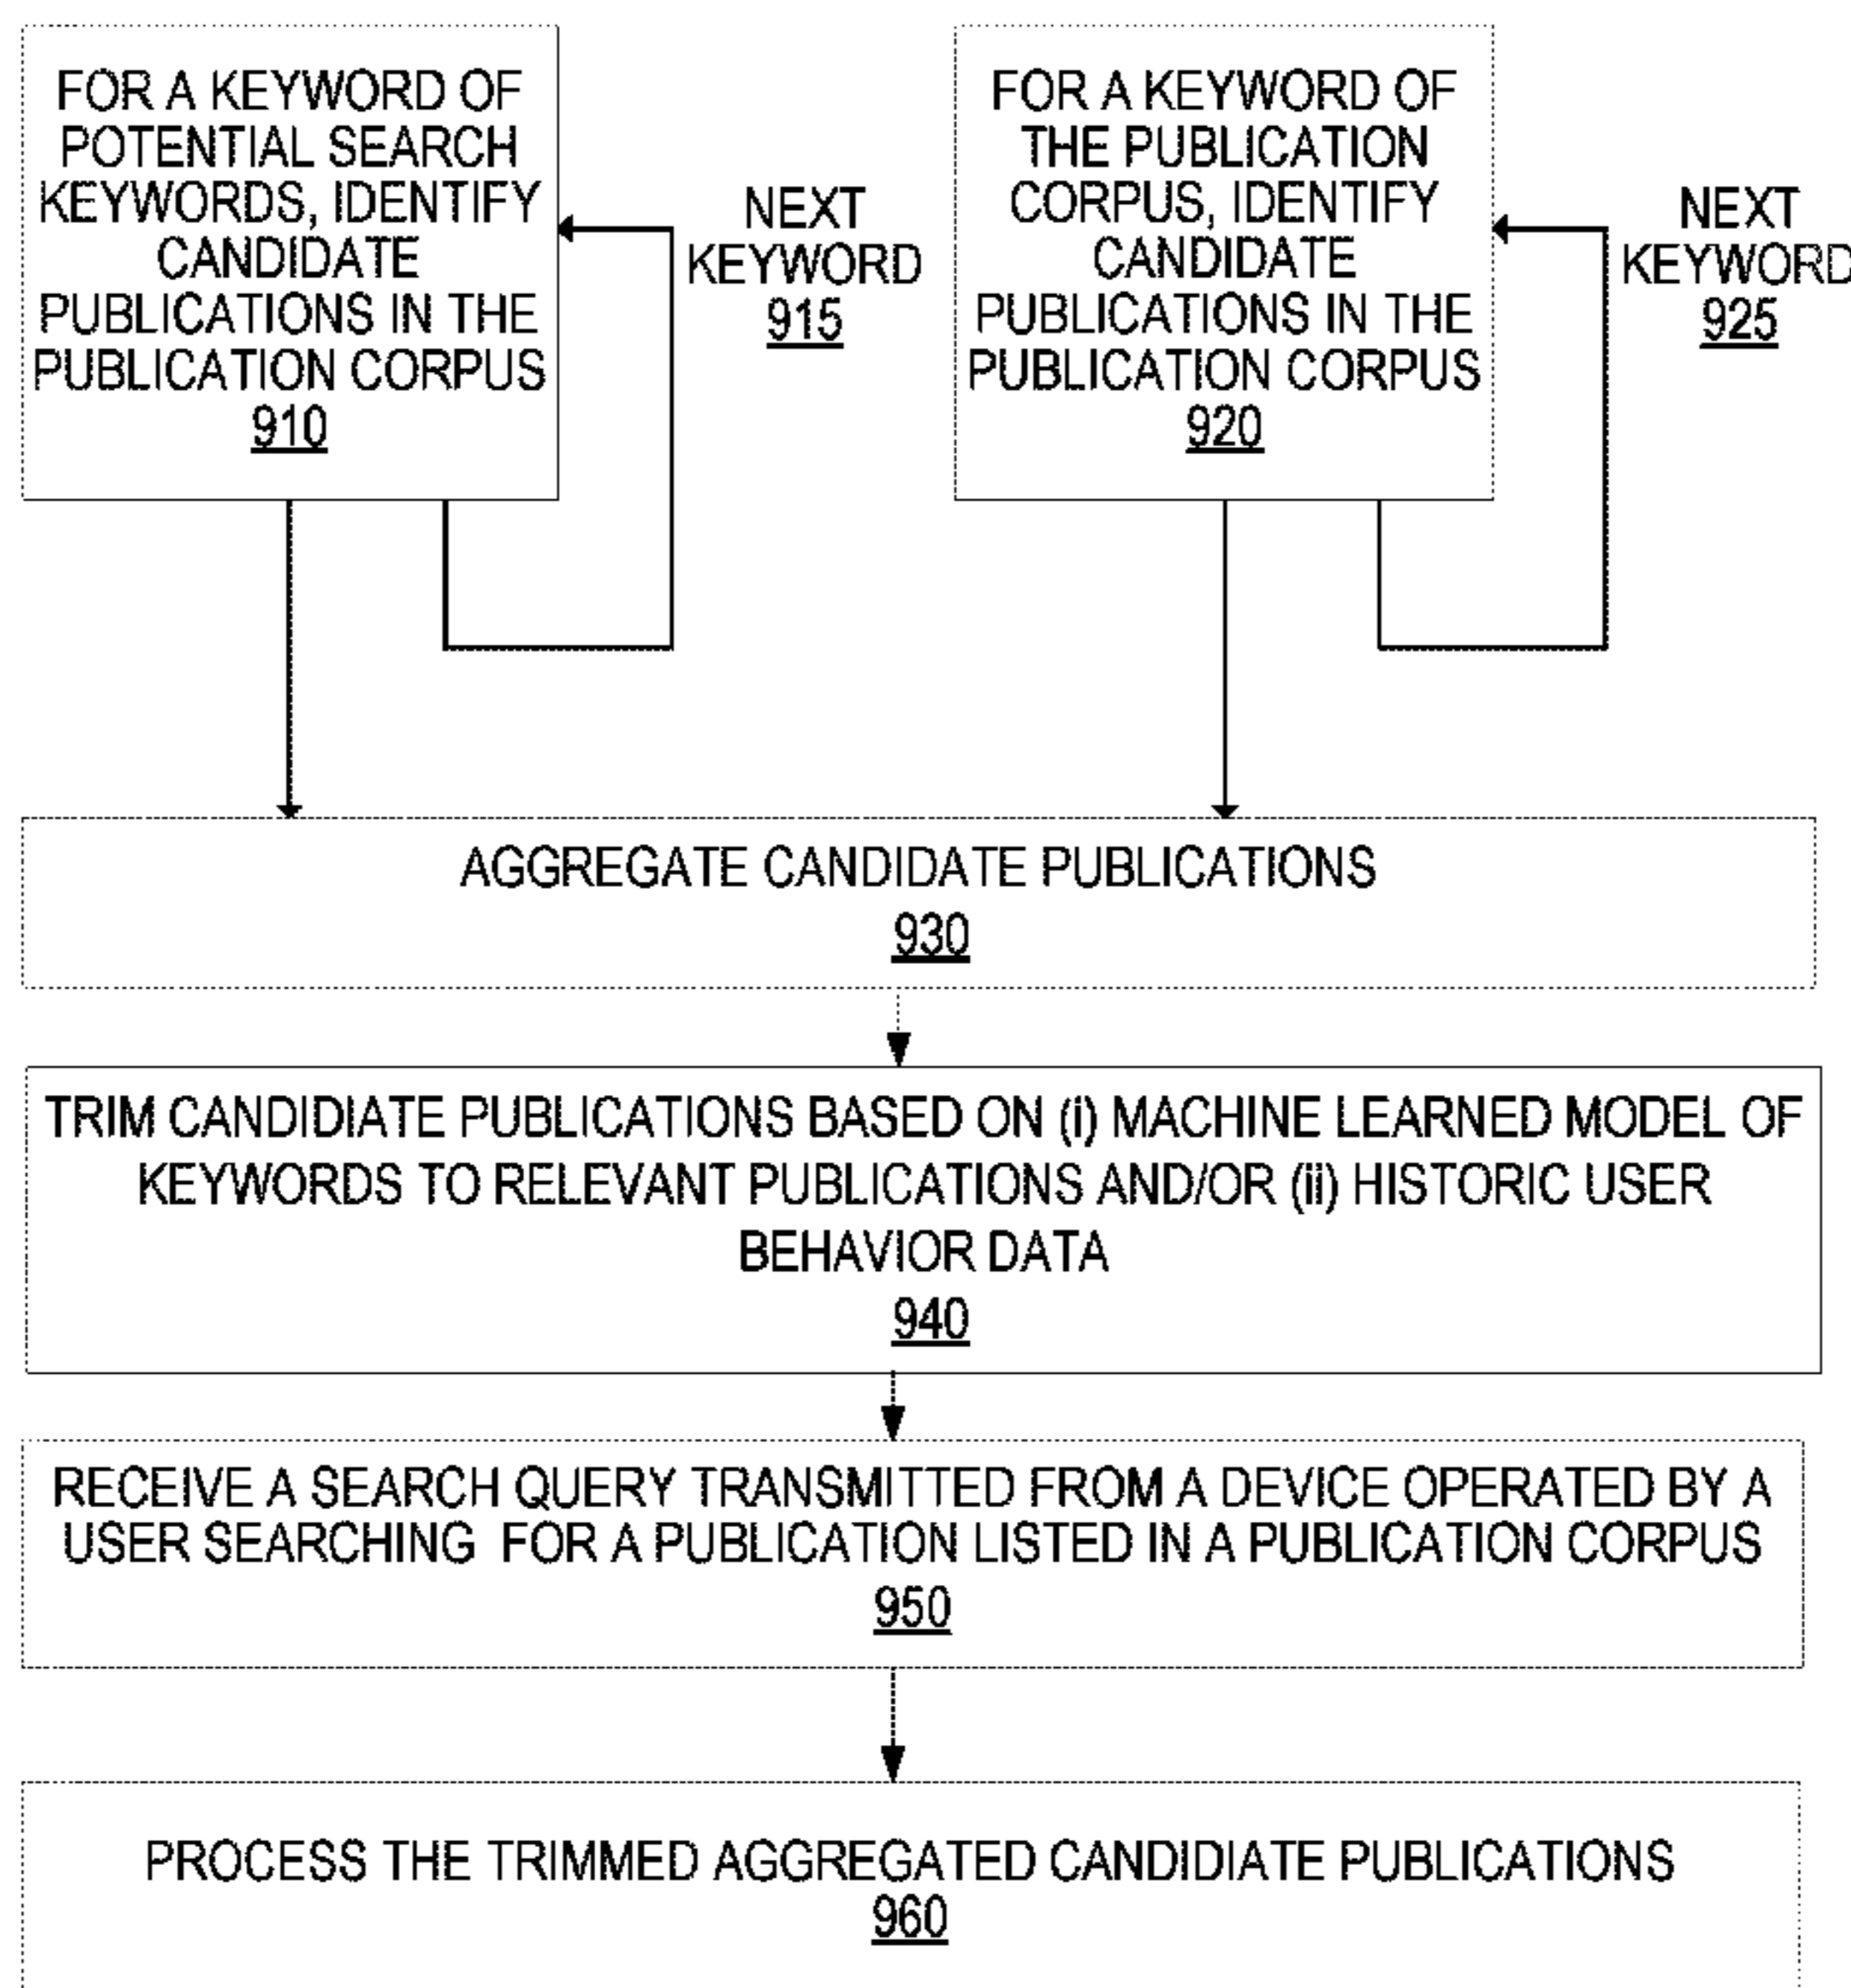 FOR A KEYWORD OF
POTENTIAL SEARCH
KEYWORDS, IDENTIFY
CANDIDATE
PUBLICATIONS IN THE
PUBLICATION CORPUS
910
NEXT
KEYWORD
915
FOR A KEYWORD OF
THE PUBLICATION
CORPUS, IDENTIFY
CANDIDATE
PUBLICATIONS IN THE
PUBLICATION CORPUS
920
NEXT
KEYWORD
925
AGGREGATE CANDIDATE PUBLICATIONS
930
TRIM CANDIDIATE PUBLICATIONS BASED ON (i) MACHINE LEARNED MODEL OF
KEYWORDS TO RELEVANT PUBLICATIONS AND/OR (ii) HISTORIC USER
BEHAVIOR DATA
940
RECEIVE A SEARCH QUERY TRANSMITTED FROM A DEVICE OPERATED BY A
USER SEARCHING FOR A PUBLICATION LISTED IN A PUBLICATION CORPUS
950
PROCESS THE TRIMMED AGGREGATED CANDIDIATE PUBLICATIONS
960